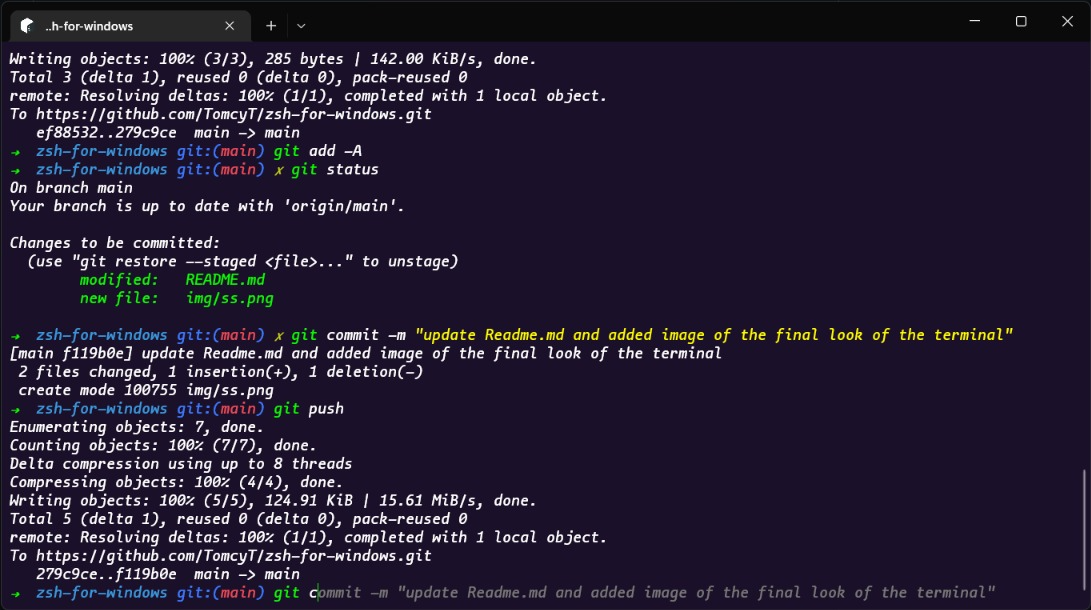 ..h-for-windows
Writing objects: 100% (3/3), 285 bytes | 142.00 KiB/s, done.
Total 3 (delta 1), reused 0 (delta 0), pack-reused 0
remote: Resolving deltas: 100% (1/1), completed with 1 local object.
To https://github.com/TomcyT/zsh-for-windows.git
   ef88532..279c9ce  main -> main
→  zsh-for-windows git:(main) git add -A
→  zsh-for-windows git:(main) ✗ git status
On branch main
Your branch is up to date with 'origin/main'.

Changes to be committed:
  (use "git restore --staged <file>..." to unstage)
        modified:   README.md
        new file:   img/ss.png

→  zsh-for-windows git:(main) ✗ git commit -m "update Readme.md and added image of the final look of the terminal"
[main f119b0e] update Readme.md and added image of the final look of the terminal
 2 files changed, 1 insertion(+), 1 deletion(-)
 create mode 100755 img/ss.png
→  zsh-for-windows git:(main) git push
Enumerating objects: 7, done.
Counting objects: 100% (7/7), done.
Delta compression using up to 8 threads
Compressing objects: 100% (4/4), done.
Writing objects: 100% (5/5), 124.91 KiB | 15.61 MiB/s, done.
Total 5 (delta 1), reused 0 (delta 0), pack-reused 0
remote: Resolving deltas: 100% (1/1), completed with 1 local object.
To https://github.com/TomcyT/zsh-for-windows.git
   279c9ce..f119b0e  main -> main
→  zsh-for-windows git:(main) git commit -m "update Readme.md and added image of the final look of the terminal"